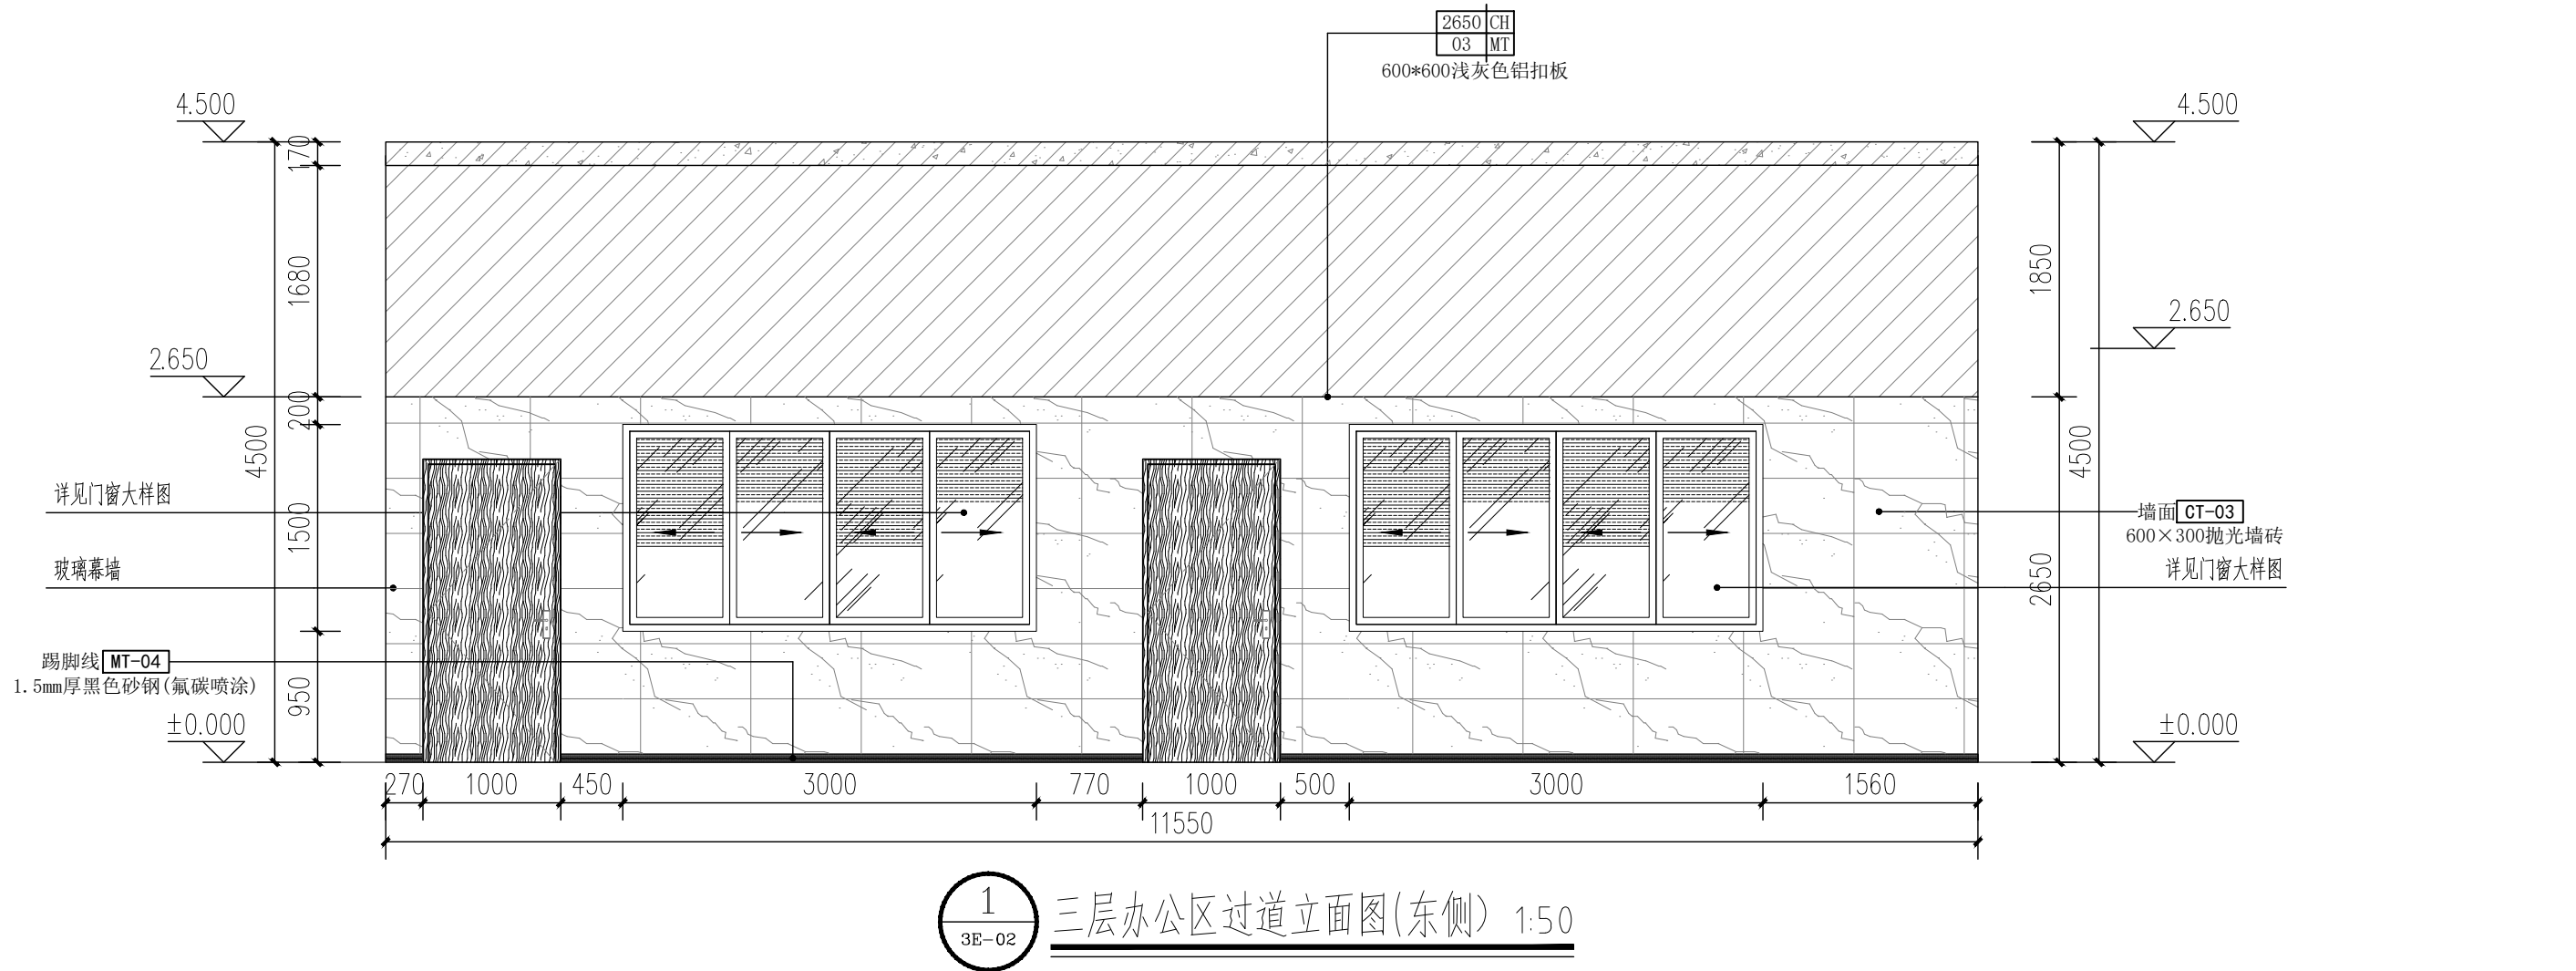 2650 CH
03 MT
600*600浅灰色铝扣板
4.500
4.500
170
1680
1850
2.650
2.650
200
4500
4500
详见门窗大样图
1500
墙面 CT-03
600×300抛光墙砖
玻璃幕墙
详见门窗大样图
2650
踢脚线 MT-04
1.5mm厚黑色砂钢(氟碳喷涂)
950
±0.000
±0.000
270 1000 450 3000 770 1000 500 3000 1560
11550
1
3E-02
三层办公区过道立面图(东侧) 1:50